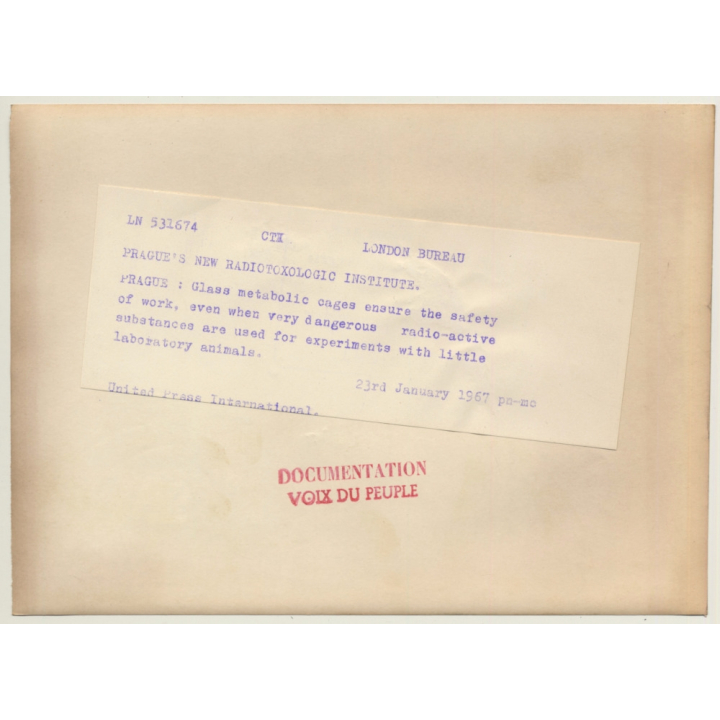 LN 531674 CTK LONDON BUREAU
PRAGUE'S NEW RADIOTOXOLOGIC INSTITUTE.
PRAGUE : Glass metabolic cages ensure the safety
of work, even when very dangerous radio-active
substances are used for experiments with little
laboratory animals.
23rd January 1967 pn-mo
United Press International.
DOCUMENTATION
VOIX DU PEUPLE